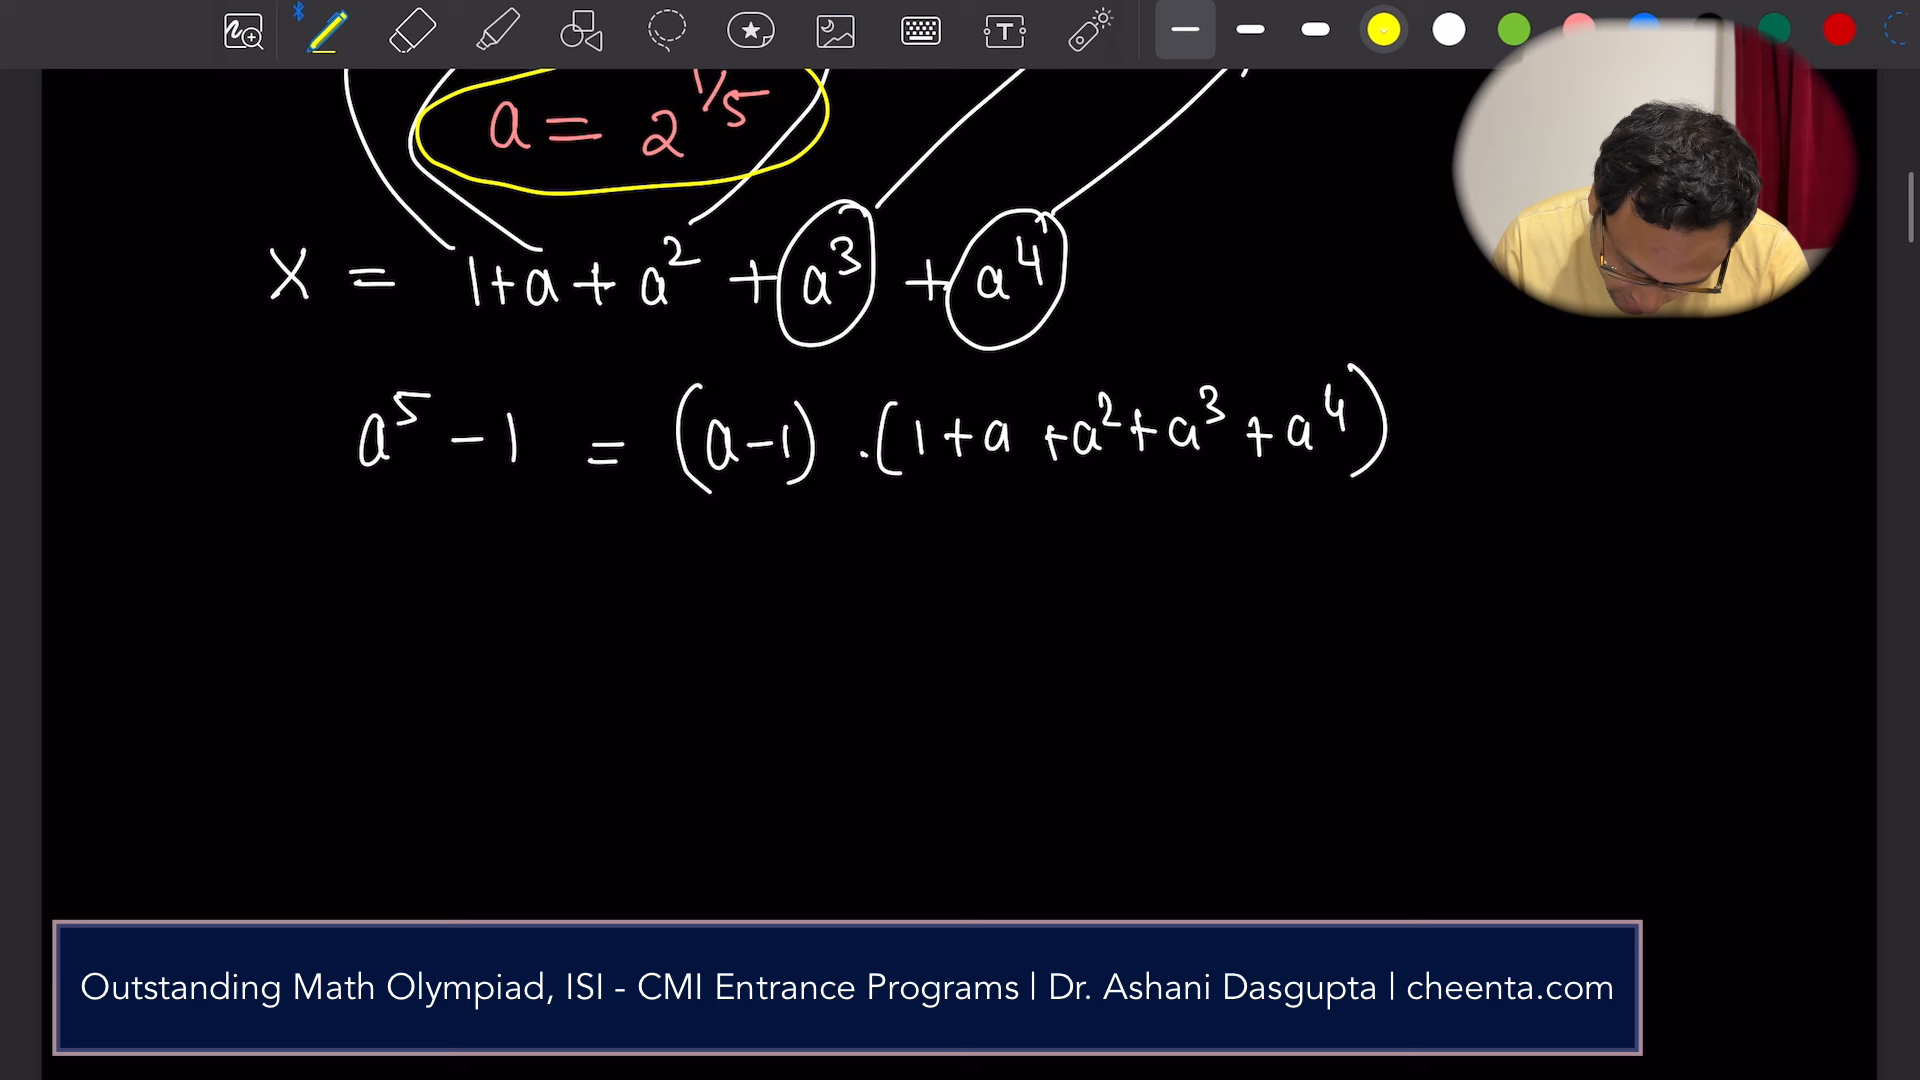 a = 2^{1/5}
X = 1+a+a² + a³ + a⁴
a⁵ - 1 = (a-1) . (1+a+a²+a³+a⁴)
Outstanding Math Olympiad, ISI - CMI Entrance Programs | Dr. Ashani Dasgupta | cheenta.com